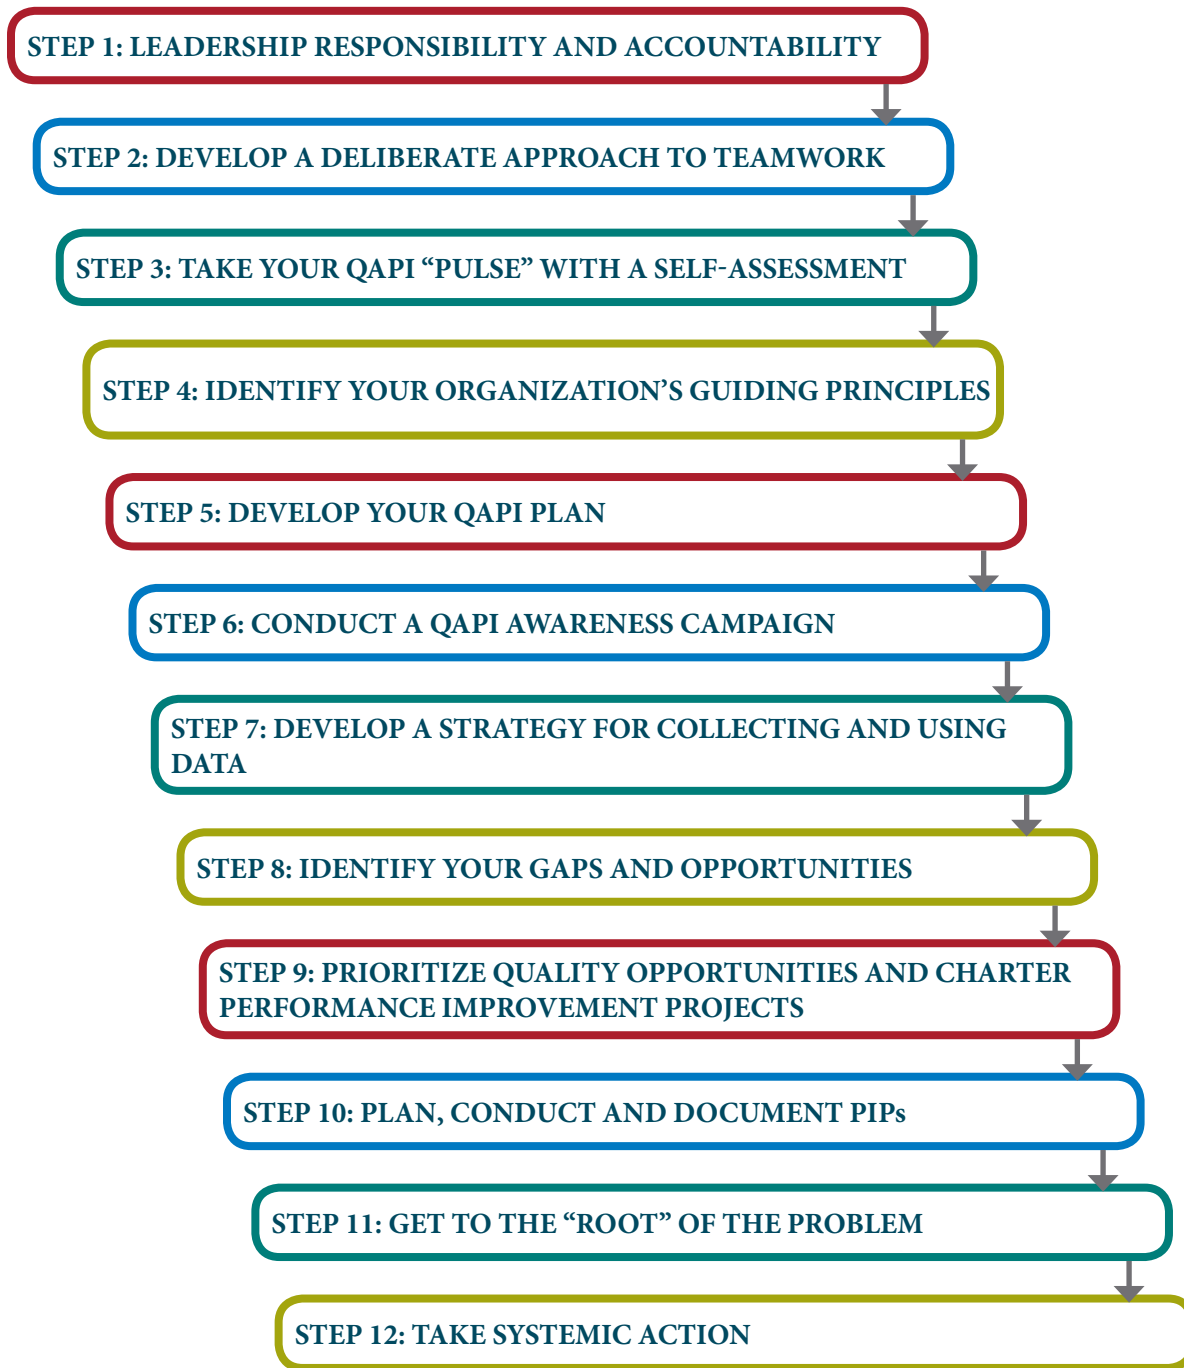 STEP 1: LEADERSHIP RESPONSIBILITY AND ACCOUNTABILITY
STEP 2: DEVELOP A DELIBERATE APPROACH TO TEAMWORK
STEP 3: TAKE YOUR QAPI “PULSE” WITH A SELF-ASSESSMENT
STEP 4: IDENTIFY YOUR ORGANIZATION’S GUIDING PRINCIPLES
STEP 5: DEVELOP YOUR QAPI PLAN
STEP 6: CONDUCT A QAPI AWARENESS CAMPAIGN
STEP 7: DEVELOP A STRATEGY FOR COLLECTING AND USING
DATA
STEP 8: IDENTIFY YOUR GAPS AND OPPORTUNITIES
STEP 9: PRIORITIZE QUALITY OPPORTUNITIES AND CHARTER
PERFORMANCE IMPROVEMENT PROJECTS
STEP 10: PLAN, CONDUCT AND DOCUMENT PIPs
STEP 11: GET TO THE “ROOT” OF THE PROBLEM
STEP 12: TAKE SYSTEMIC ACTION